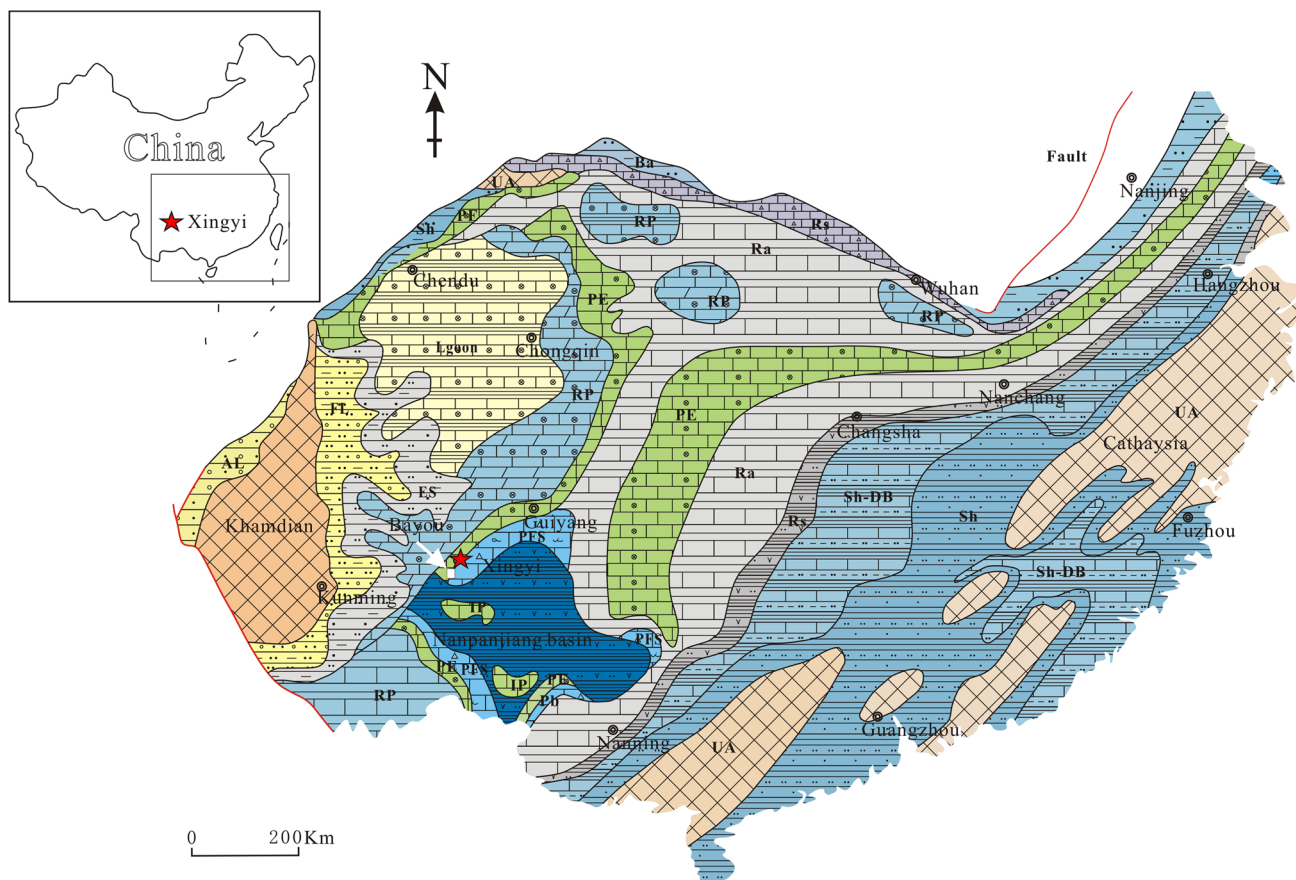 China
Xingyi
N
Fault
Nanjing
Ba
UA
PE
Sh
RP
Rs
Ra
Chendu
Wuhan
Hangzhou
PE
RP
RP
Lgoon
Chongqin
RP
PE
Nanchang
UA
Changsha
Cathaysia
FL
AL
ES
Ra
Sh-DB
Sh
Rs
Khamdian
Bayou
Guiyang
PFS
Fuzhou
Xingyi
Sh-DB
Kunming
IP
Nanpanjiang basin
PFS
PE
PFS
RP
IP
PE
Pb
Nanning
UA
Guangzhou
0 200Km